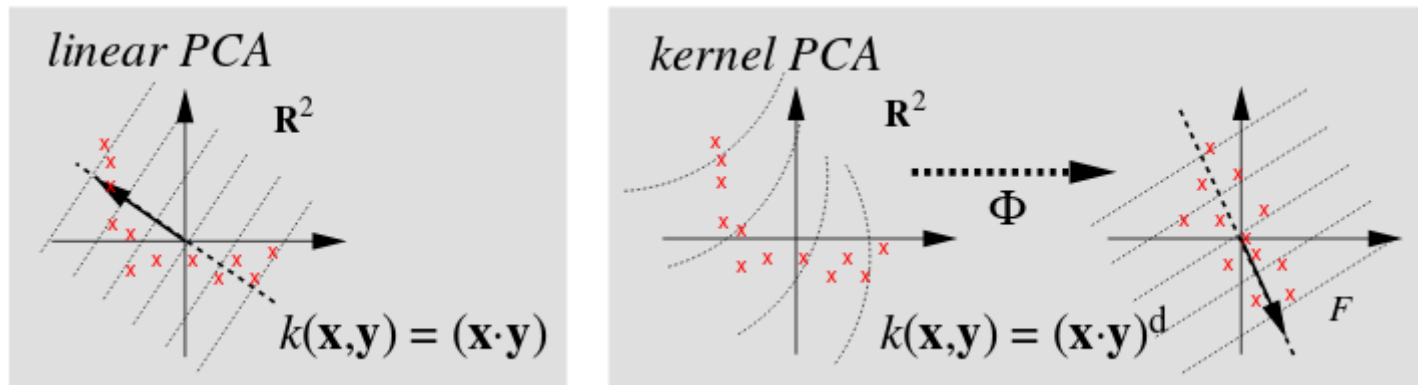 linear PCA
R²
k(x,y) = (x·y)
kernel PCA
R²
Φ
k(x,y) = (x·y)ᵈ
F